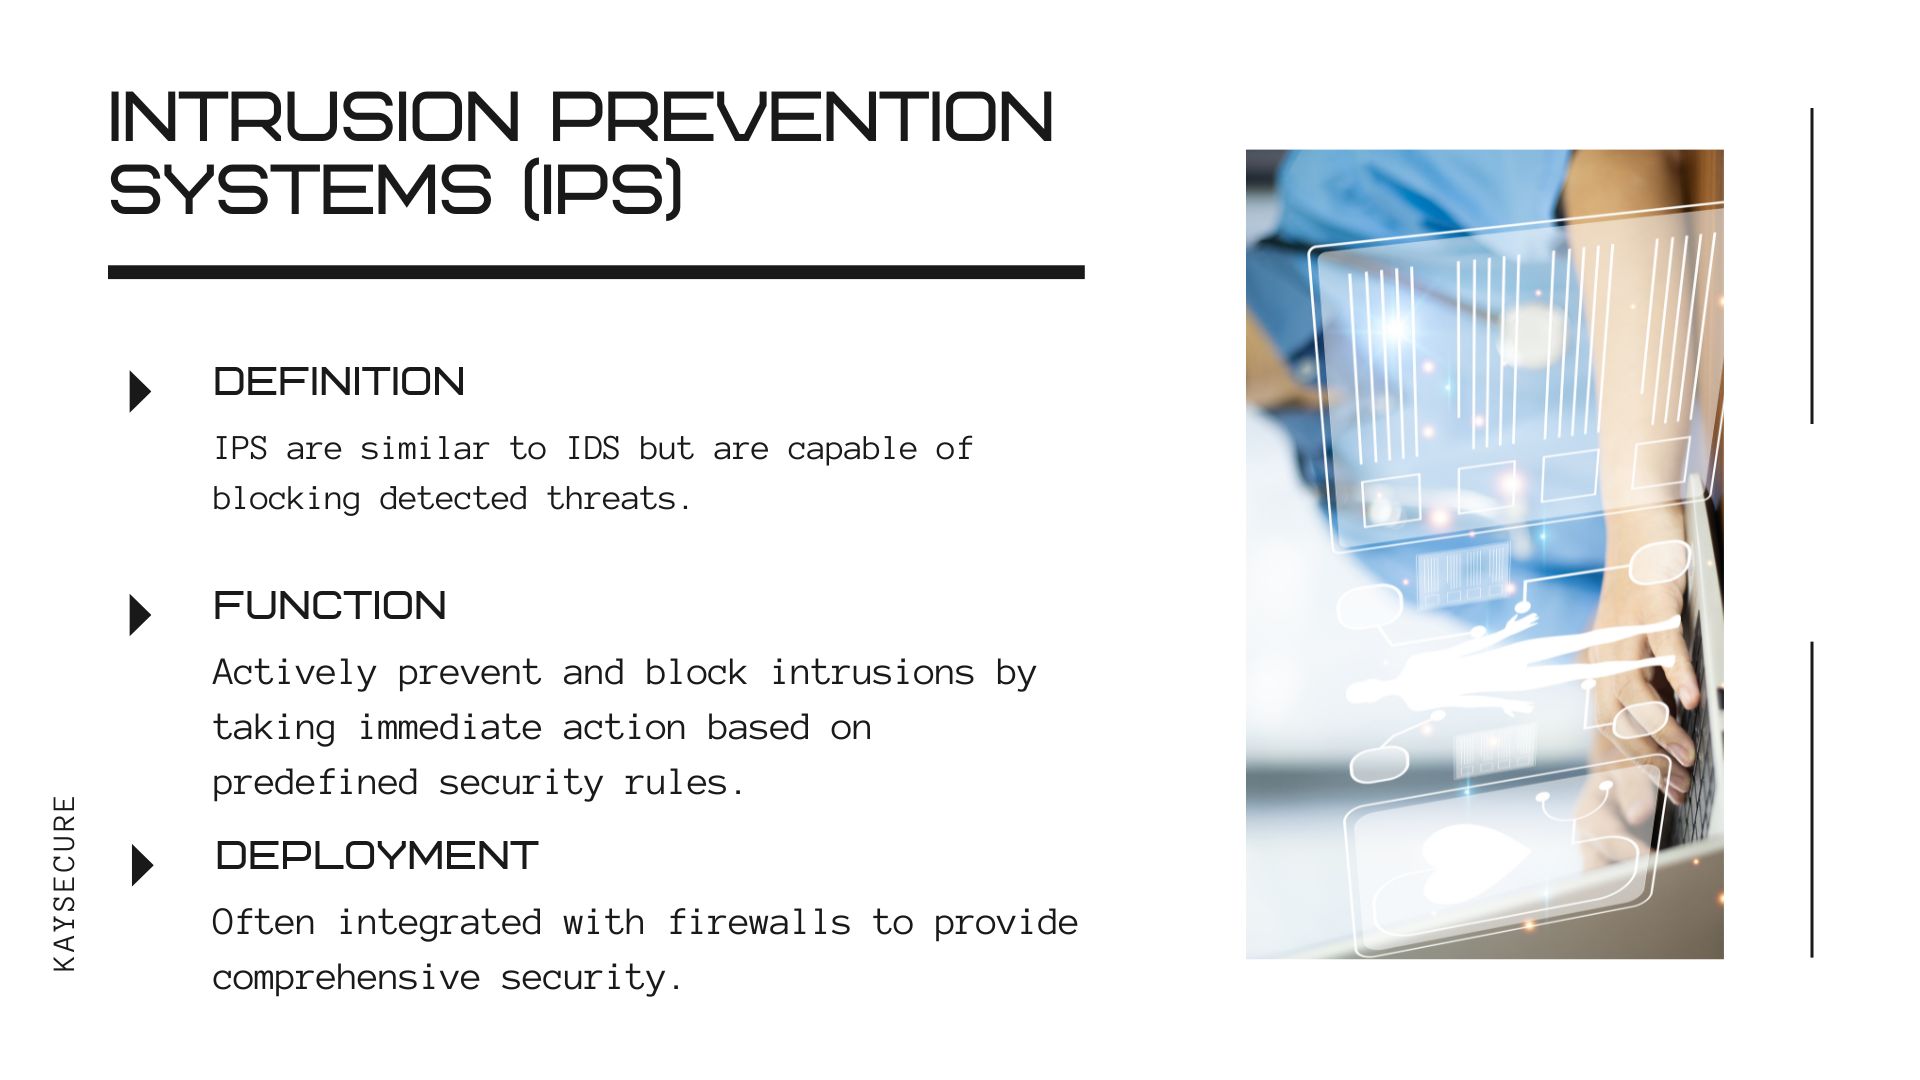 INTRUSION PREVENTION
SYSTEMS (IPS)
DEFINITION
IPS are similar to IDS but are capable of
blocking detected threats.
FUNCTION
Actively prevent and block intrusions by
taking immediate action based on
predefined security rules.
DEPLOYMENT
Often integrated with firewalls to provide
comprehensive security.
KAYSECURE